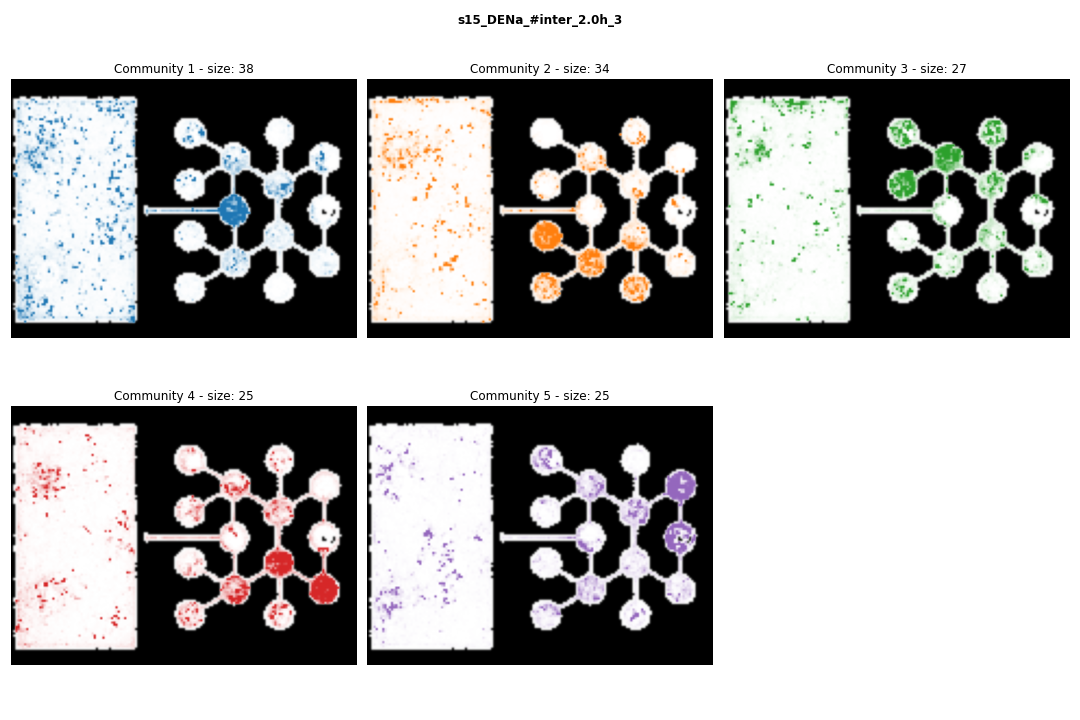 s15_DENa_#inter_2.0h_3
Community 1 - size: 38
Community 2 - size: 34
Community 3 - size: 27
Community 4 - size: 25
Community 5 - size: 25